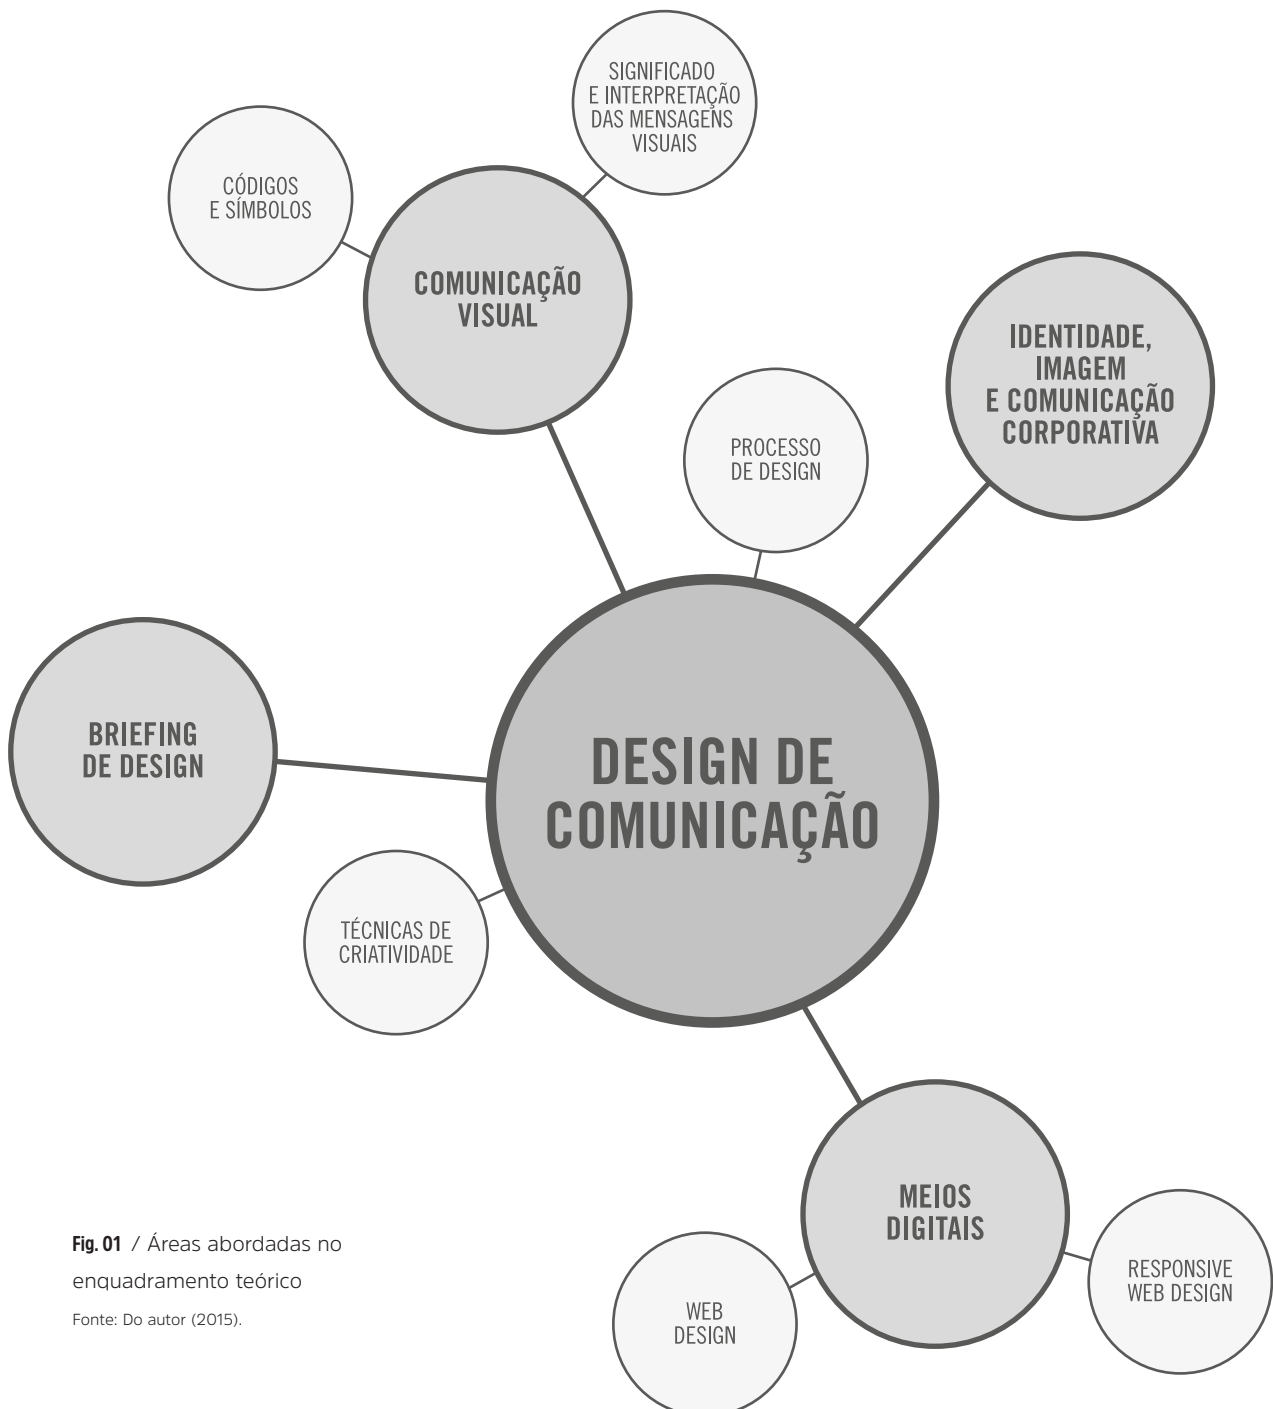 SIGNIFICADO
E INTERPRETAÇÃO
DAS MENSAGENS
VISUAIS
CÓDIGOS
E SÍMBOLOS
COMUNICAÇÃO
VISUAL
IDENTIDADE,
IMAGEM
E COMUNICAÇÃO
CORPORATIVA
PROCESSO
DE DESIGN
BRIEFING
DE DESIGN
DESIGN DE
COMUNICAÇÃO
TÉCNICAS DE
CRIATIVIDADE
MEIOS
DIGITAIS
RESPONSIVE
WEB DESIGN
WEB
DESIGN
Fig. 01 / Áreas abordadas no
enquadramento teórico
Fonte: Do autor (2015).